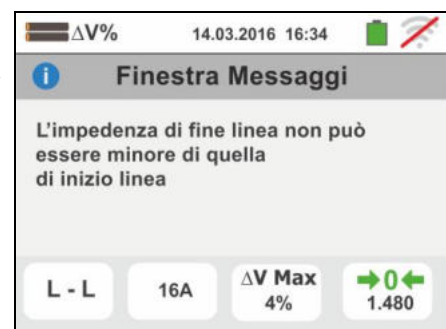 ΔV% 14.03.2016 16:34
i Finestra Messaggi
L'impedenza di fine linea non può
essere minore di quella
di inizio linea
L - L 16A ΔV Max 4% →0← 1.480